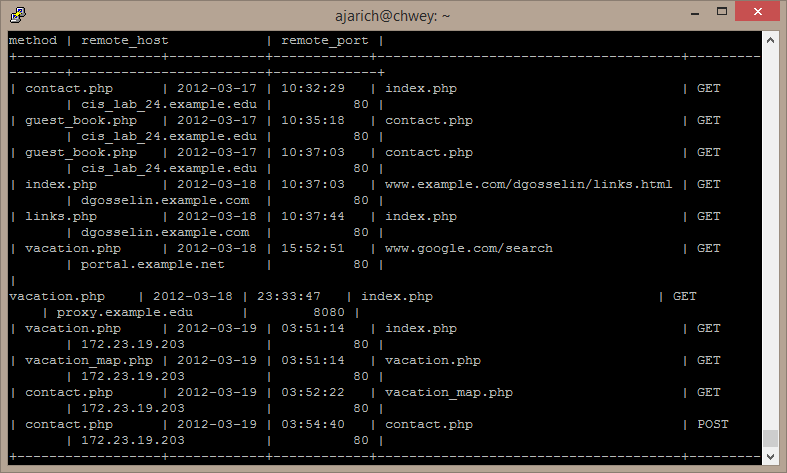 ajarich@chwey: ~
method | remote_host            | remote_port |
+------------------+------------+-------------+--------------------------------------+---------
-------+------------------------+-------------+
| contact.php      | 2012-03-17 | 10:32:29    | index.php                            | GET
       | cis_lab_24.example.edu |          80 |
| guest_book.php   | 2012-03-17 | 10:35:18    | contact.php                          | GET
       | cis_lab_24.example.edu |          80 |
| guest_book.php   | 2012-03-17 | 10:37:03    | contact.php                          | GET
       | cis_lab_24.example.edu |          80 |
| index.php        | 2012-03-18 | 10:37:03    | www.example.com/dgosselin/links.html | GET
       | dgosselin.example.com  |          80 |
| links.php        | 2012-03-18 | 10:37:44    | index.php                            | GET
       | dgosselin.example.com  |          80 |
| vacation.php     | 2012-03-18 | 15:52:51    | www.google.com/search                | GET
       | portal.example.net     |          80 |
|
vacation.php    | 2012-03-18 | 23:33:47   | index.php                            | GET
    | proxy.example.edu      |        8080 |
| vacation.php     | 2012-03-19 | 03:51:14    | index.php                            | GET
       | 172.23.19.203          |          80 |
| vacation_map.php | 2012-03-19 | 03:51:14    | vacation.php                         | GET
       | 172.23.19.203          |          80 |
| contact.php      | 2012-03-19 | 03:52:22    | vacation_map.php                     | GET
       | 172.23.19.203          |          80 |
| contact.php      | 2012-03-19 | 03:54:40    | contact.php                          | POST
       | 172.23.19.203          |          80 |
+------------------+------------+-------------+--------------------------------------+---------